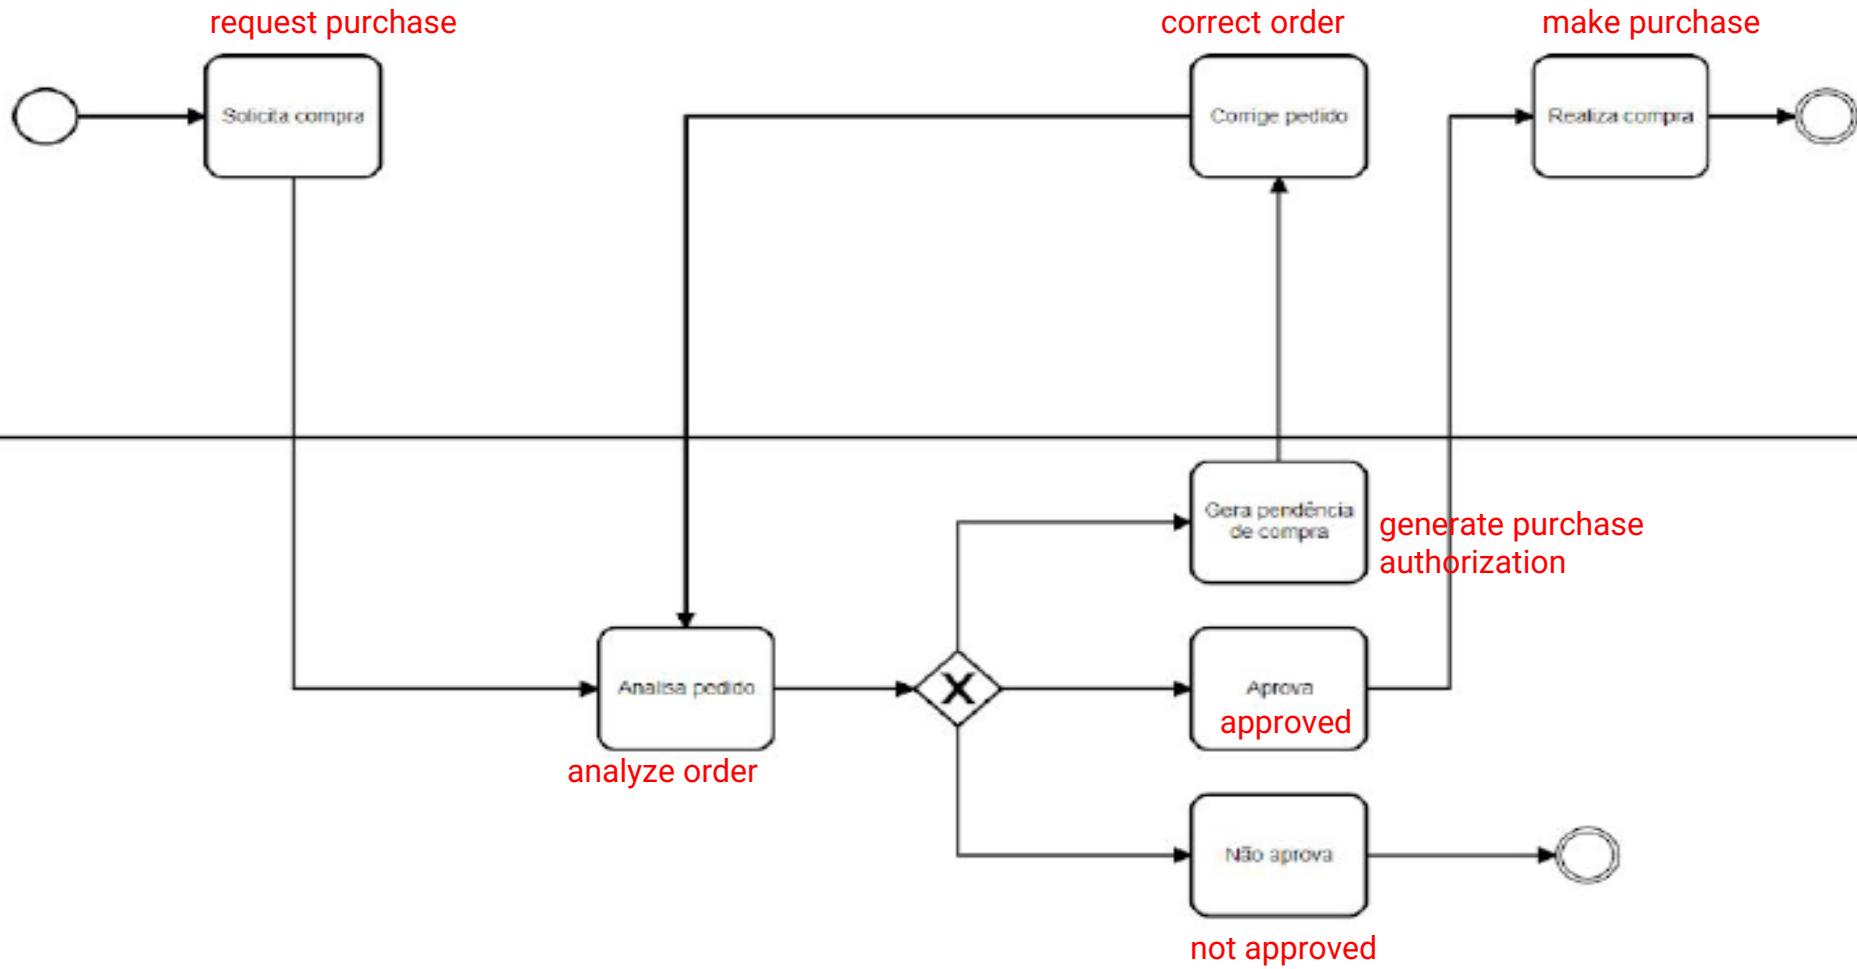 request purchase
correct order
make purchase
Solicita compra
Corrige pedido
Realiza compra
Gera pendência
de compra
generate purchase
authorization
Analisa pedido
X
Aprova
approved
analyze order
Não aprova
not approved